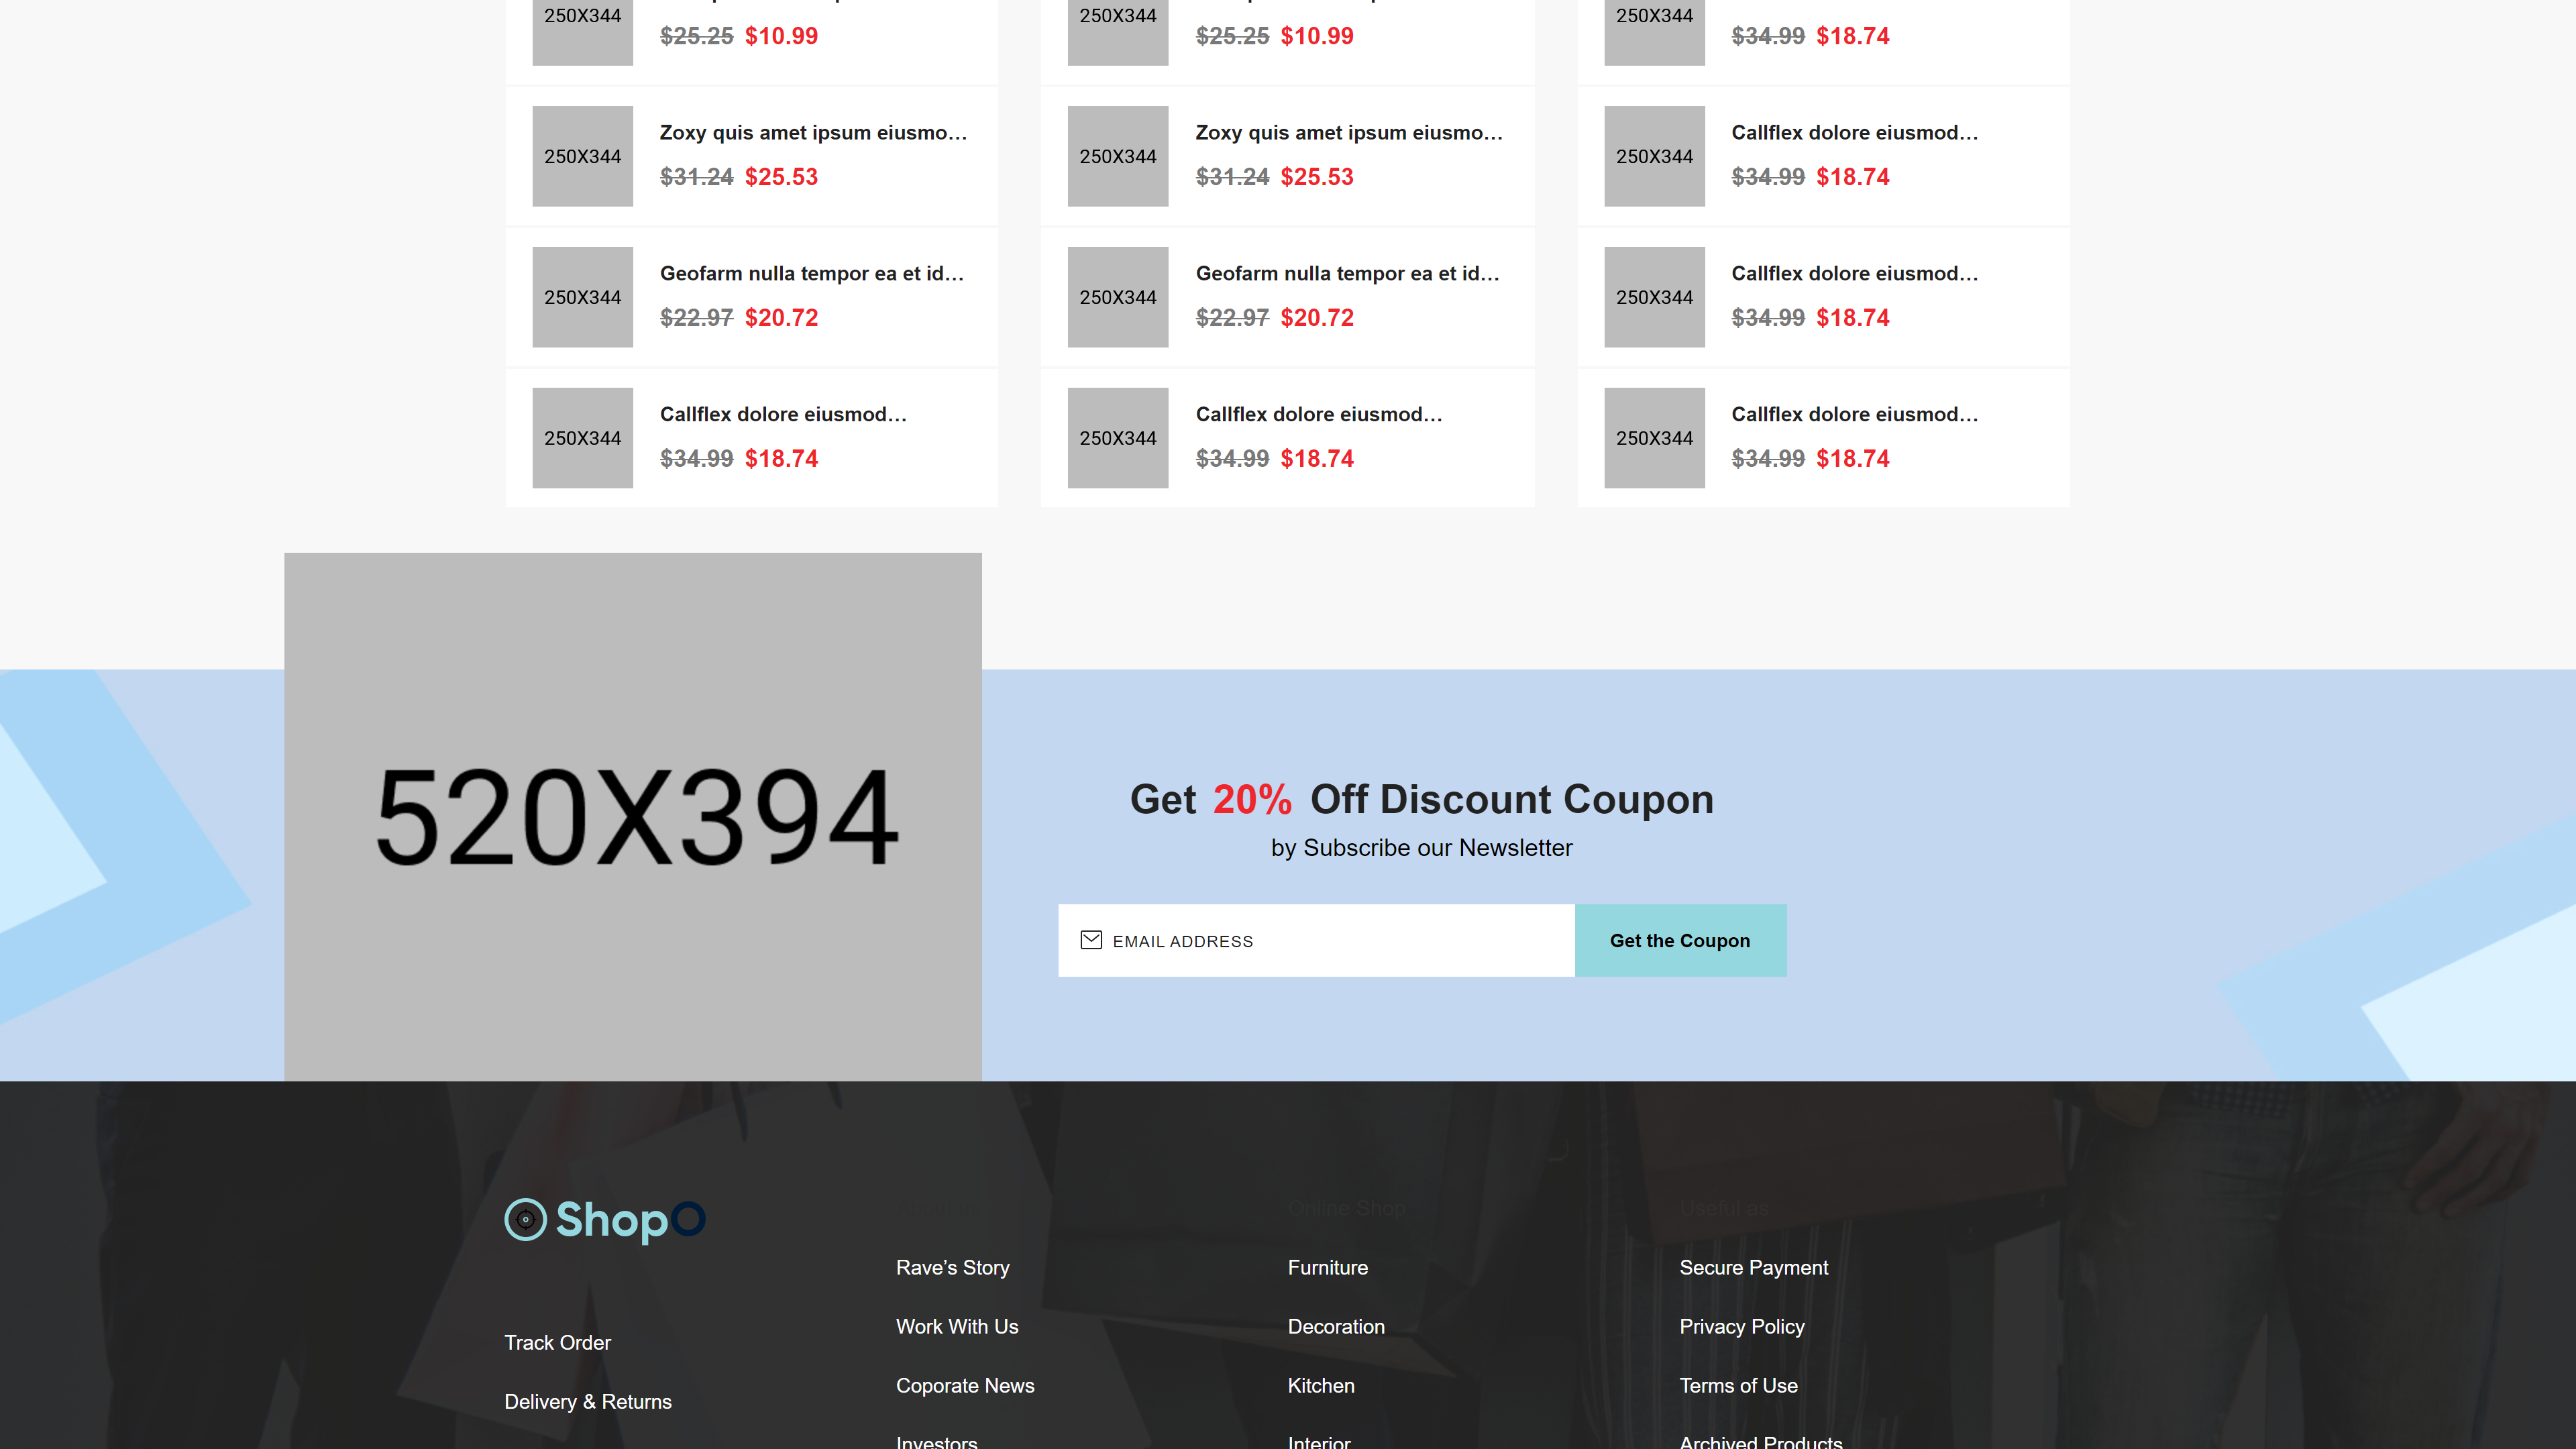 250X344
$25.25 $10.99
250X344
$25.25 $10.99
250X344
$34.99 $18.74
250X344
Zoxy quis amet ipsum eiusmo...
$31.24 $25.53
250X344
Zoxy quis amet ipsum eiusmo...
$31.24 $25.53
250X344
Callflex dolore eiusmod...
$34.99 $18.74
250X344
Geofarm nulla tempor ea et id...
$22.97 $20.72
250X344
Geofarm nulla tempor ea et id...
$22.97 $20.72
250X344
Callflex dolore eiusmod...
$34.99 $18.74
250X344
Callflex dolore eiusmod...
$34.99 $18.74
250X344
Callflex dolore eiusmod...
$34.99 $18.74
250X344
Callflex dolore eiusmod...
$34.99 $18.74
520X394
Get 20% Off Discount Coupon
by Subscribe our Newsletter
EMAIL ADDRESS
Get the Coupon
ShopO
Track Order
Delivery & Returns
Rave’s Story
Work With Us
Coporate News
Investors
Online Shop
Furniture
Decoration
Kitchen
Interior
Useful as
Secure Payment
Privacy Policy
Terms of Use
Archived Products